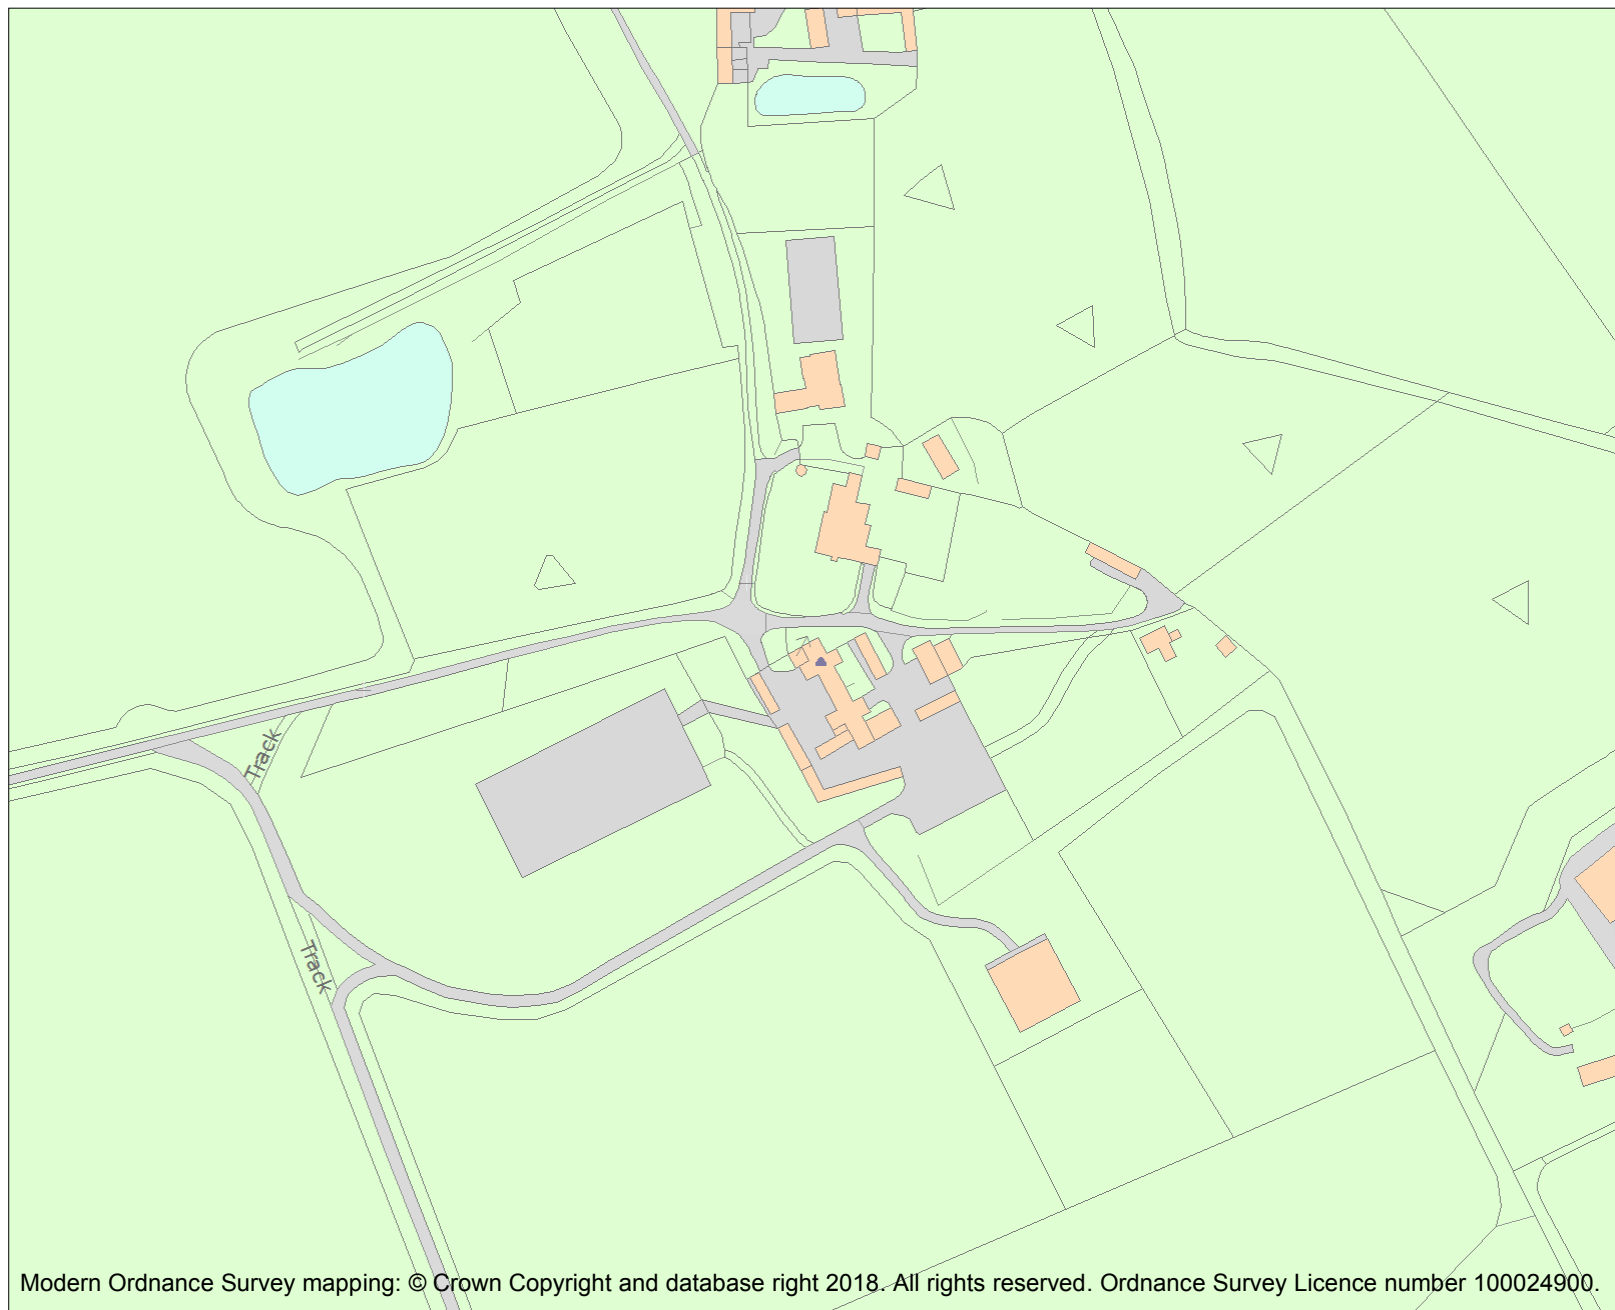 Track
Track
Modern Ordnance Survey mapping: © Crown Copyright and database right 2018. All rights reserved. Ordnance Survey Licence number 100024900.